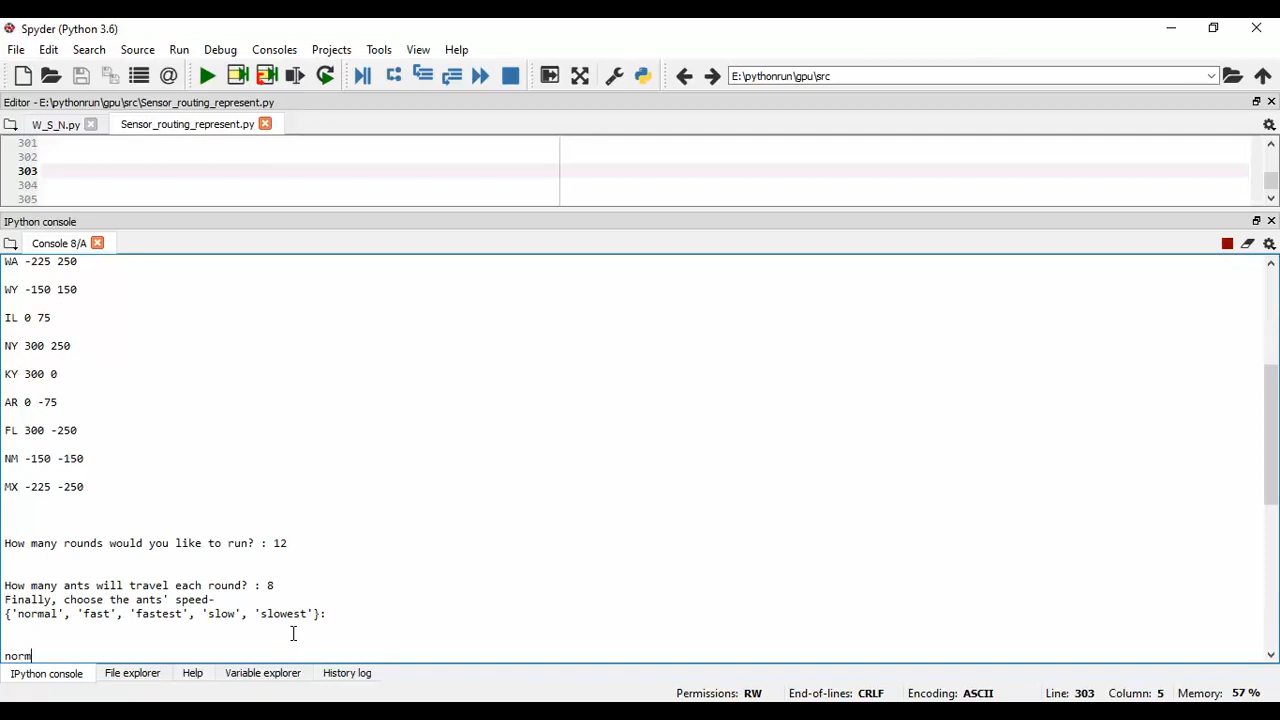 Spyder (Python 3.6)
File Edit Search Source Run Debug Consoles Projects Tools View Help
E:\pythonrun\gpu\src
Editor - E:\pythonrun\gpu\src\Sensor_routing_represent.py
W_S_N.py Sensor_routing_represent.py
301
302
303
304
305
IPython console
Console 8/A
WA -225 250
WY -150 150
IL 0 75
NY 300 250
KY 300 0
AR 0 -75
FL 300 -250
NM -150 -150
MX -225 -250
How many rounds would you like to run? : 12
How many ants will travel each round? : 8
Finally, choose the ants' speed-
{'normal', 'fast', 'fastest', 'slow', 'slowest'}:
norm
IPython console File explorer Help Variable explorer History log
Permissions: RW End-of-lines: CRLF Encoding: ASCII Line: 303 Column: 5 Memory: 57 %